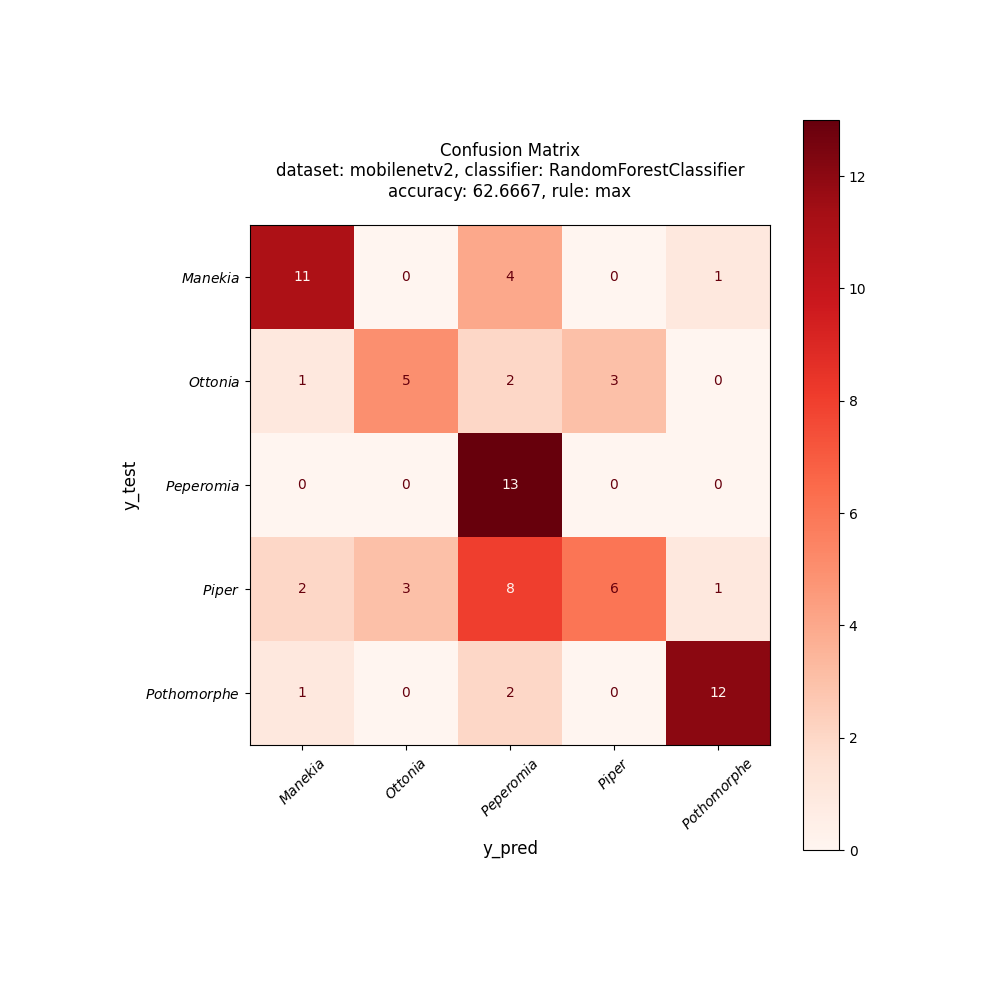 Confusion Matrix
dataset: mobilenetv2, classifier: RandomForestClassifier
accuracy: 62.6667, rule: max
Manekia 11 0 4 0 1
Ottonia 1 5 2 3 0
Peperomia 0 0 13 0 0
Piper 2 3 8 6 1
Pothomorphe 1 0 2 0 12
y_test
Manekia Ottonia Peperomia Piper Pothomorphe
y_pred
12
10
8
6
4
2
0